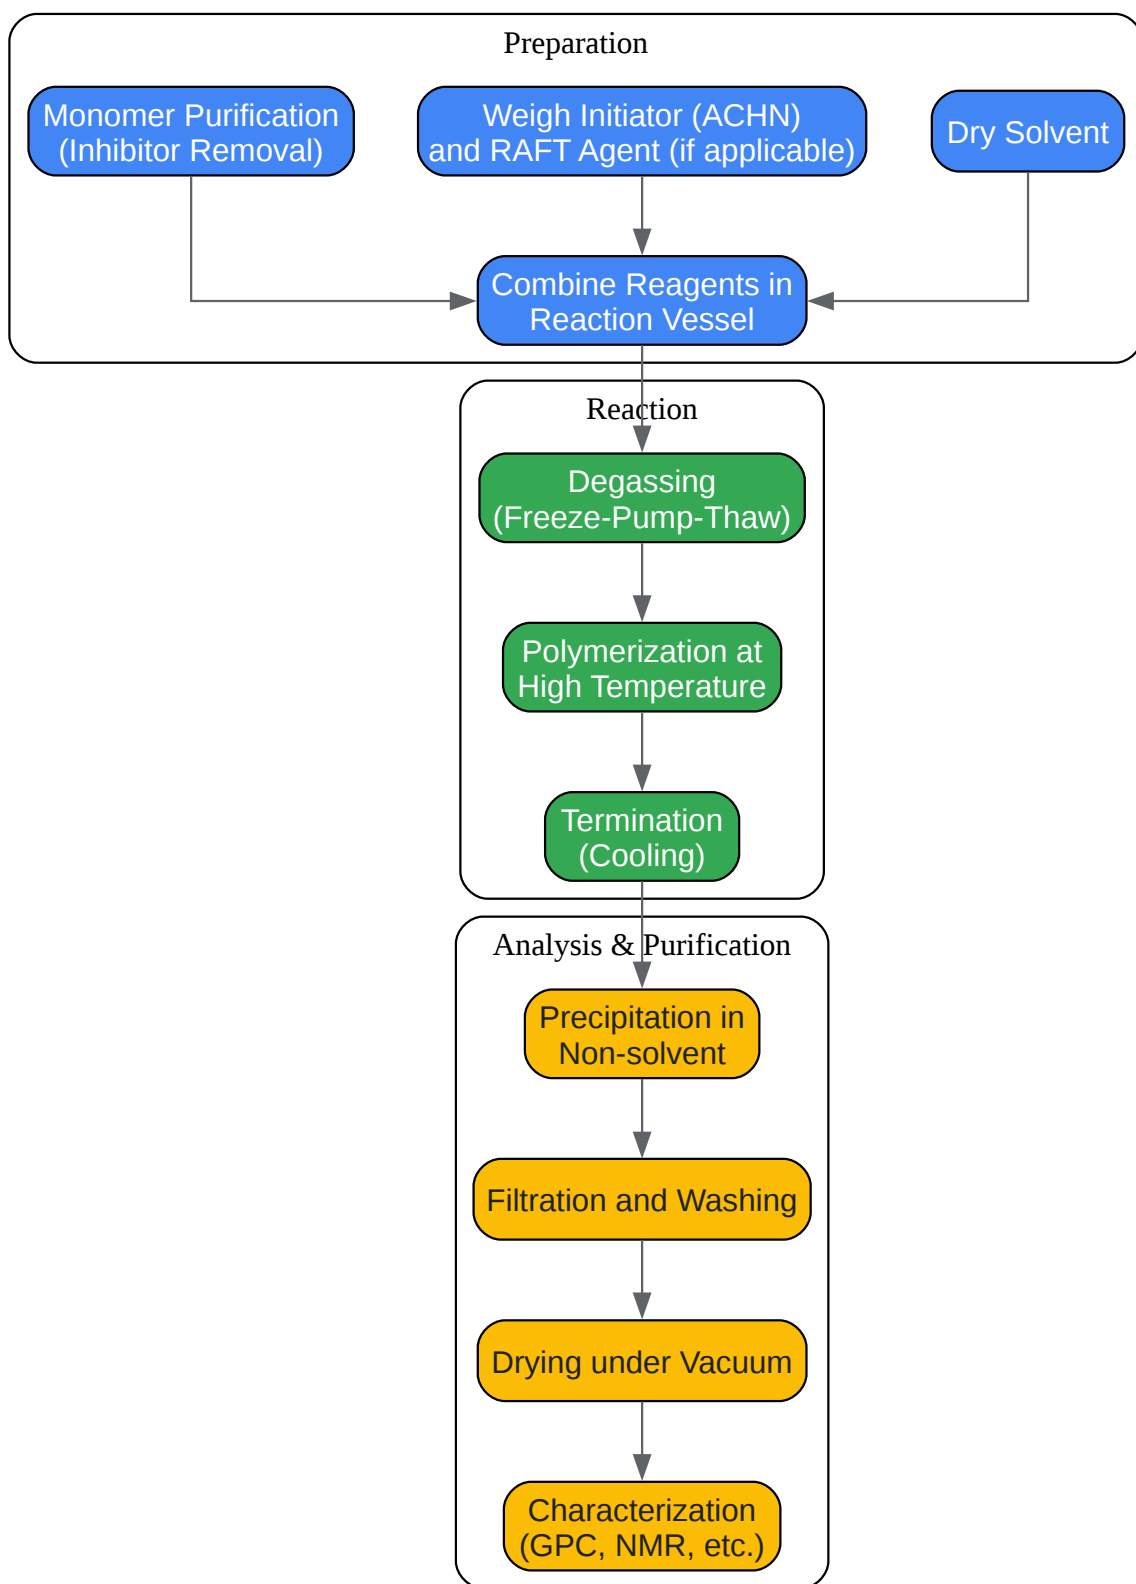 Preparation
Monomer Purification
(Inhibitor Removal)
Weigh Initiator (ACHN)
and RAFT Agent (if applicable)
Dry Solvent
Combine Reagents in
Reaction Vessel
Reaction
Degassing
(Freeze-Pump-Thaw)
Polymerization at
High Temperature
Termination
(Cooling)
Analysis & Purification
Precipitation in
Non-solvent
Filtration and Washing
Drying under Vacuum
Characterization
(GPC, NMR, etc.)